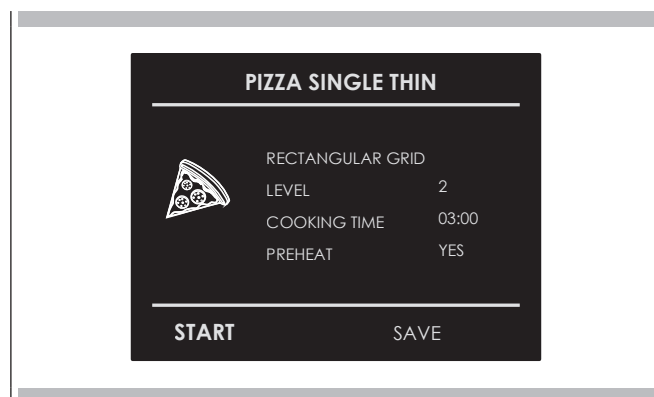 PIZZA SINGLE THIN
RECTANGULAR GRID
LEVEL 2
COOKING TIME 03:00
PREHEAT YES
START SAVE